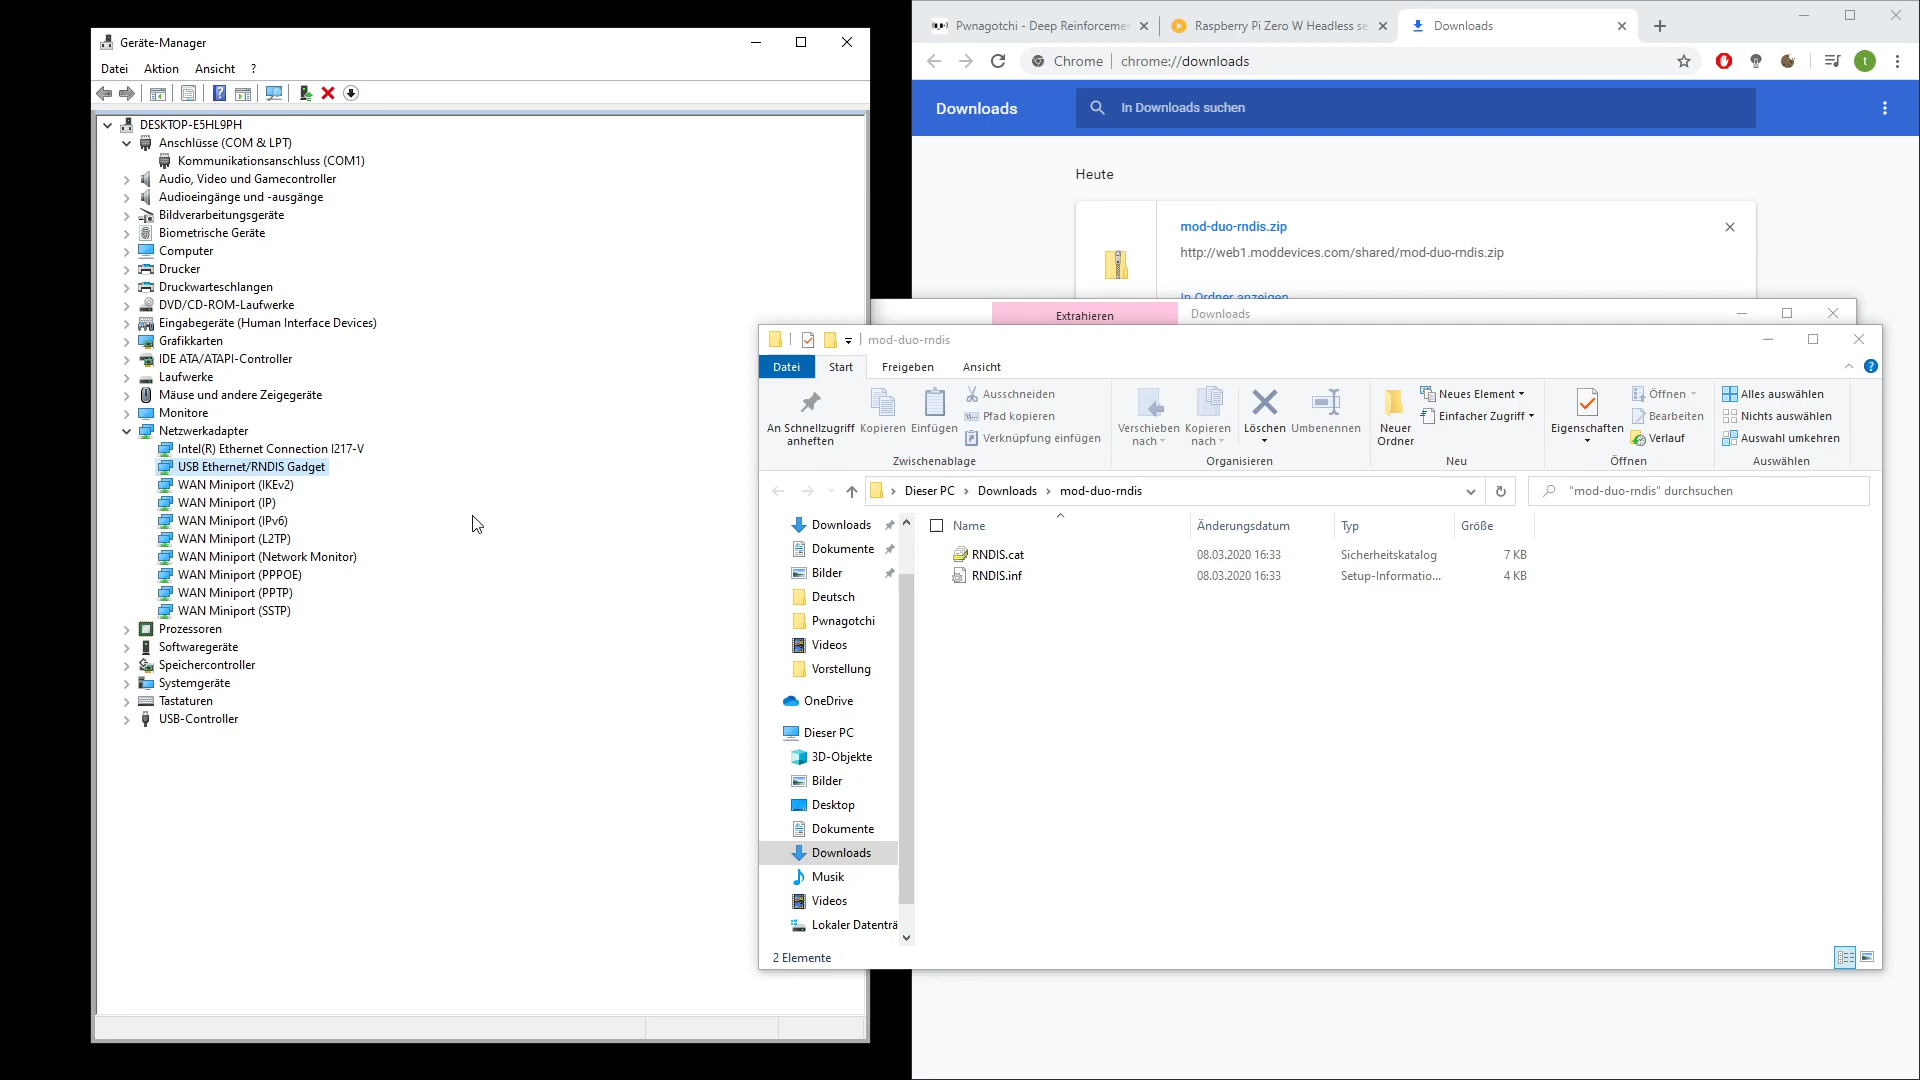 Geräte-Manager
Datei Aktion Ansicht ?
DESKTOP-E5HL9PH
Anschlüsse (COM & LPT)
Kommunikationsanschluss (COM1)
Audio, Video und Gamecontroller
Audioeingänge und -ausgänge
Bildverarbeitungsgeräte
Biometrische Geräte
Computer
Drucker
Druckwarteschlangen
DVD/CD-ROM-Laufwerke
Eingabegeräte (Human Interface Devices)
Grafikkarten
IDE ATA/ATAPI-Controller
Laufwerke
Mäuse und andere Zeigegeräte
Monitore
Netzwerkadapter
Intel(R) Ethernet Connection I217-V
USB Ethernet/RNDIS Gadget
WAN Miniport (IKEv2)
WAN Miniport (IP)
WAN Miniport (IPv6)
WAN Miniport (L2TP)
WAN Miniport (Network Monitor)
WAN Miniport (PPPOE)
WAN Miniport (PPTP)
WAN Miniport (SSTP)
Prozessoren
Softwaregeräte
Speichercontroller
Systemgeräte
Tastaturen
USB-Controller
Pwnagotchi - Deep Reinforceme
Raspberry Pi Zero W Headless se
Downloads
Chrome chrome://downloads
t
Downloads
In Downloads suchen
Heute
mod-duo-rndis.zip
http://web1.moddevices.com/shared/mod-duo-rndis.zip
In Ordner anzeigen
Extrahieren Downloads
mod-duo-rndis
Datei Start Freigeben Ansicht
An Schnellzugriff anheften
Kopieren
Einfügen
Ausschneiden
Pfad kopieren
Verknüpfung einfügen
Zwischenablage
Verschieben nach
Kopieren nach
Löschen
Umbenennen
Organisieren
Neuer Ordner
Neues Element
Einfacher Zugriff
Neu
Eigenschaften
Öffnen
Bearbeiten
Verlauf
Öffnen
Alles auswählen
Nichts auswählen
Auswahl umkehren
Auswählen
Dieser PC Downloads mod-duo-rndis
"mod-duo-rndis" durchsuchen
Downloads
Dokumente
Bilder
Deutsch
Pwnagotchi
Videos
Vorstellung
OneDrive
Dieser PC
3D-Objekte
Bilder
Desktop
Dokumente
Downloads
Musik
Videos
Lokaler Datenträ
Name Änderungsdatum Typ Größe
RNDIS.cat 08.03.2020 16:33 Sicherheitskatalog 7 KB
RNDIS.inf 08.03.2020 16:33 Setup-Informatio... 4 KB
2 Elemente